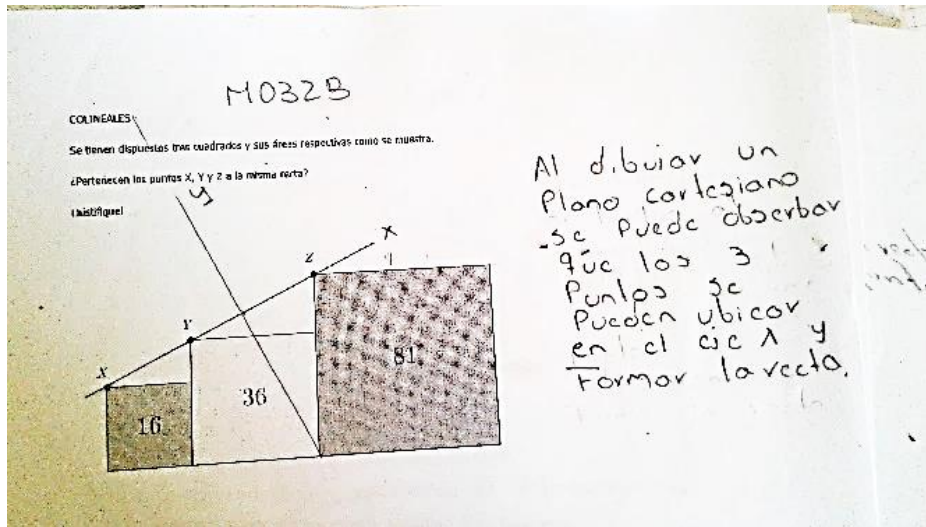 M032B
COLINEALES
Se tienen dispuestos tres cuadrados y sus áreas respectivas como se muestra.
¿Pertenecen los puntos X, Y y Z a la misma recta?
¡Justifique!
y
X
Z
Y
X
16
36
81
Al dibujar un
Plano cartesiano
se puede observar
que los 3
Puntos se
Pueden ubicar
en el eje X y
Formar la recta.